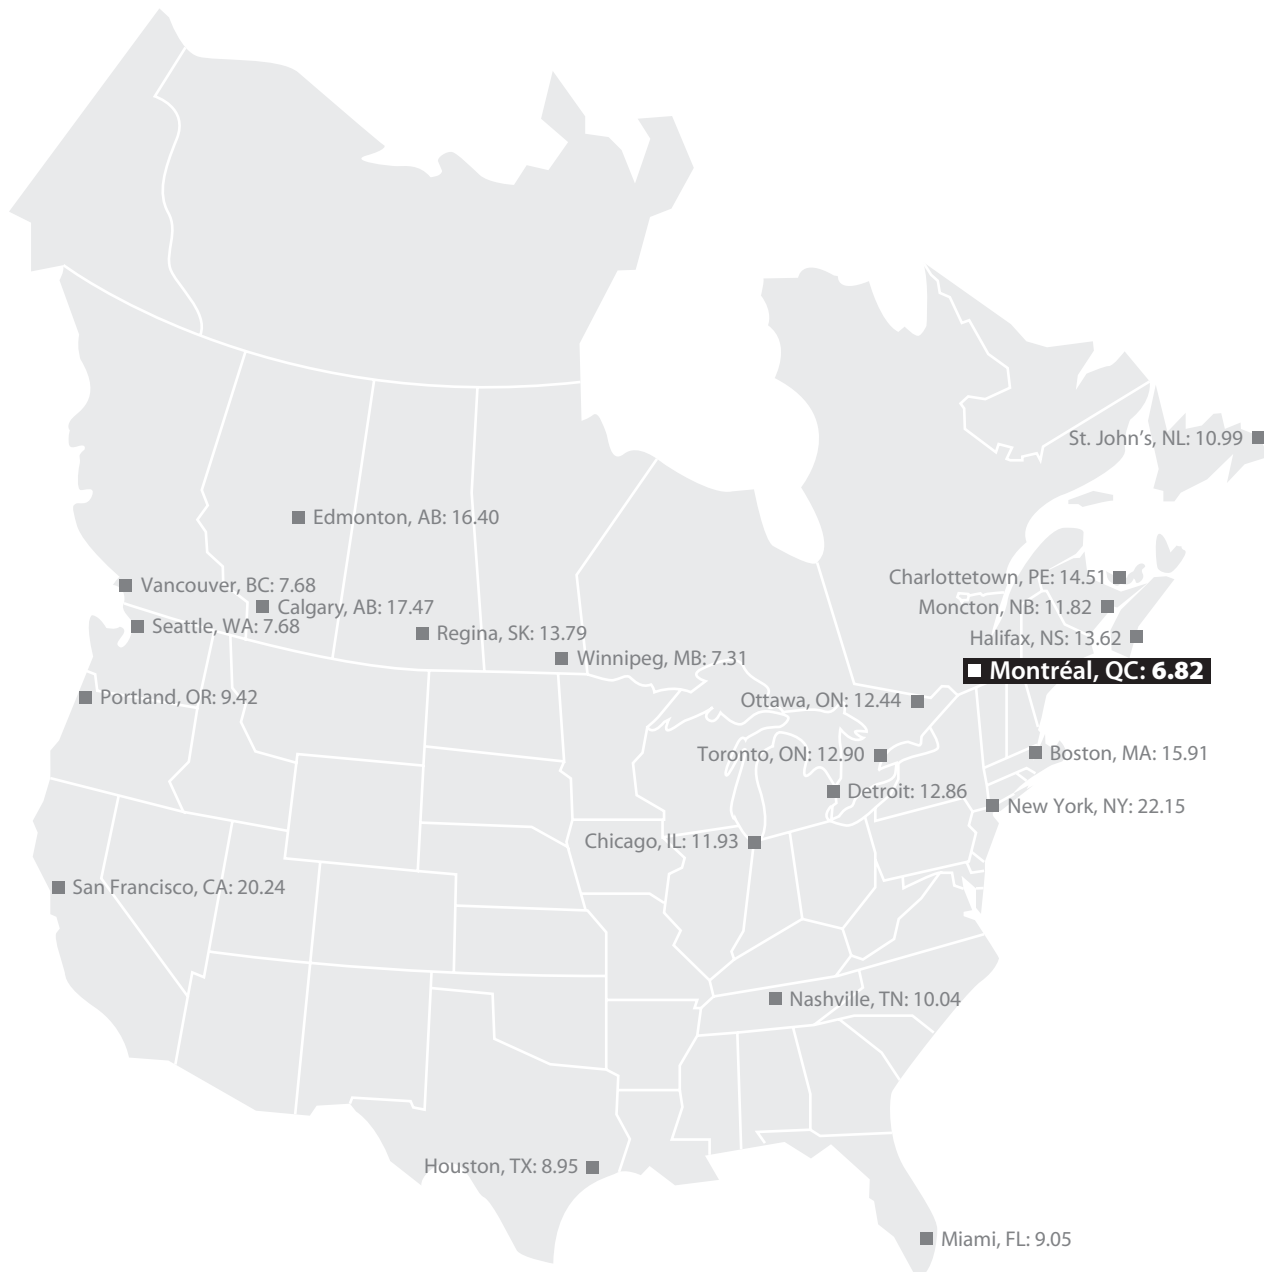 St. John’s, NL: 10.99
Edmonton, AB: 16.40
Charlottetown, PE: 14.51
Vancouver, BC: 7.68
Calgary, AB: 17.47
Moncton, NB: 11.82
Seattle, WA: 7.68
Regina, SK: 13.79
Halifax, NS: 13.62
Winnipeg, MB: 7.31
Montréal, QC: 6.82
Portland, OR: 9.42
Ottawa, ON: 12.44
Toronto, ON: 12.90
Boston, MA: 15.91
Detroit: 12.86
New York, NY: 22.15
Chicago, IL: 11.93
San Francisco, CA: 20.24
Nashville, TN: 10.04
Houston, TX: 8.95
Miami, FL: 9.05